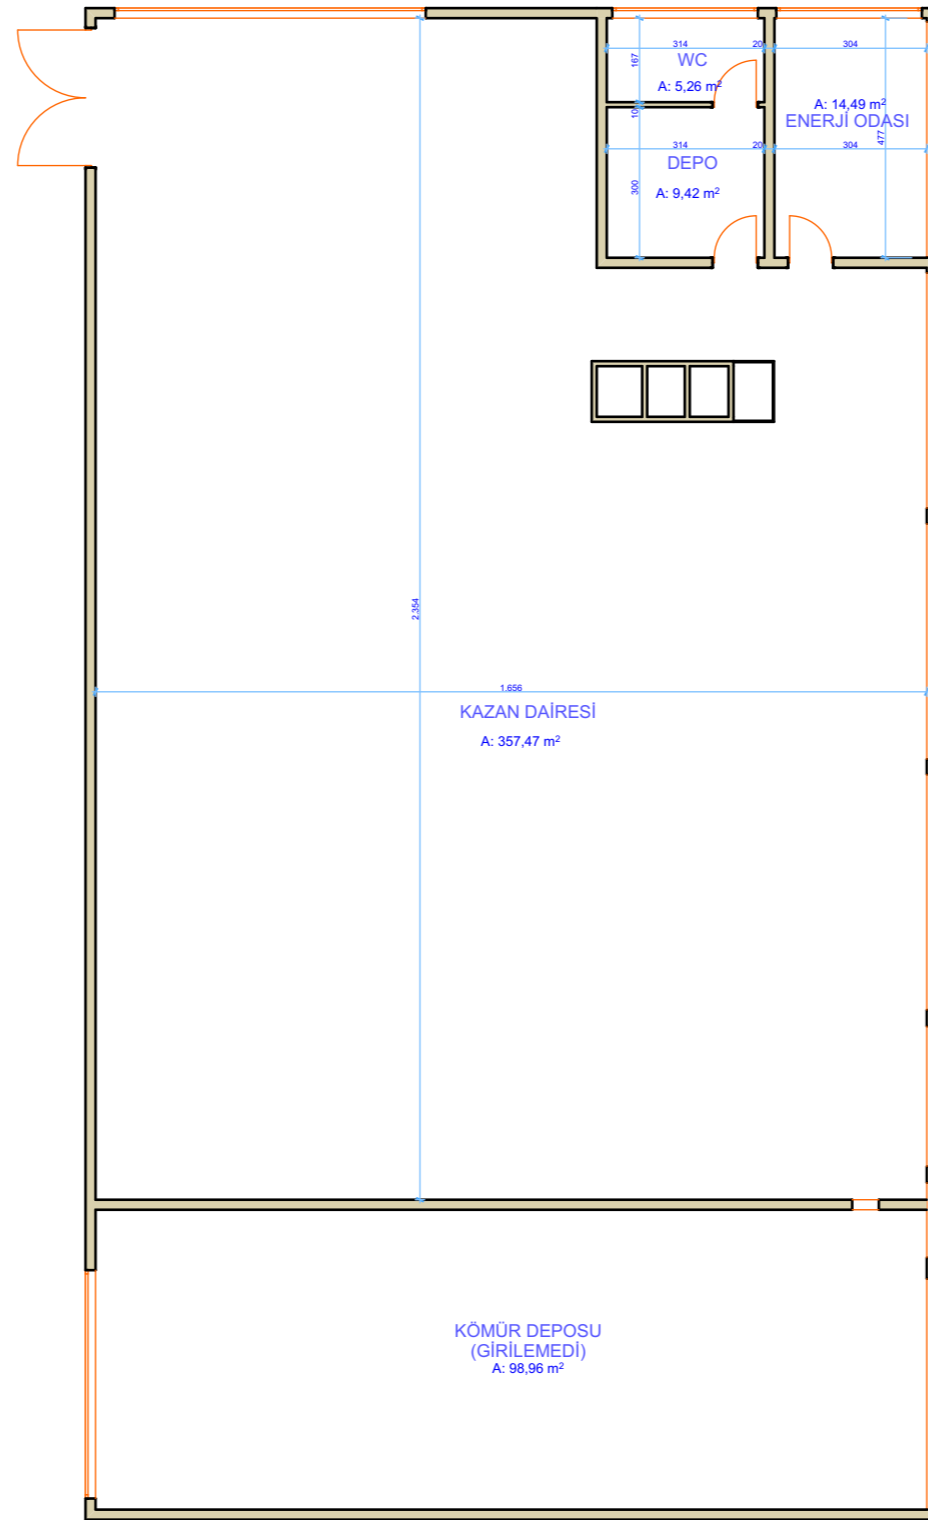 314
20
304
WC
167
A: 5,26 m²
A: 14,49 m²
ENERJİ ODASI
10
477
314
20
304
DEPO
A: 9,42 m²
300
2.354
1.656
KAZAN DAİRESİ
A: 357,47 m²
KÖMÜR DEPOSU
(GİRİLEMEDİ)
A: 98,96 m²